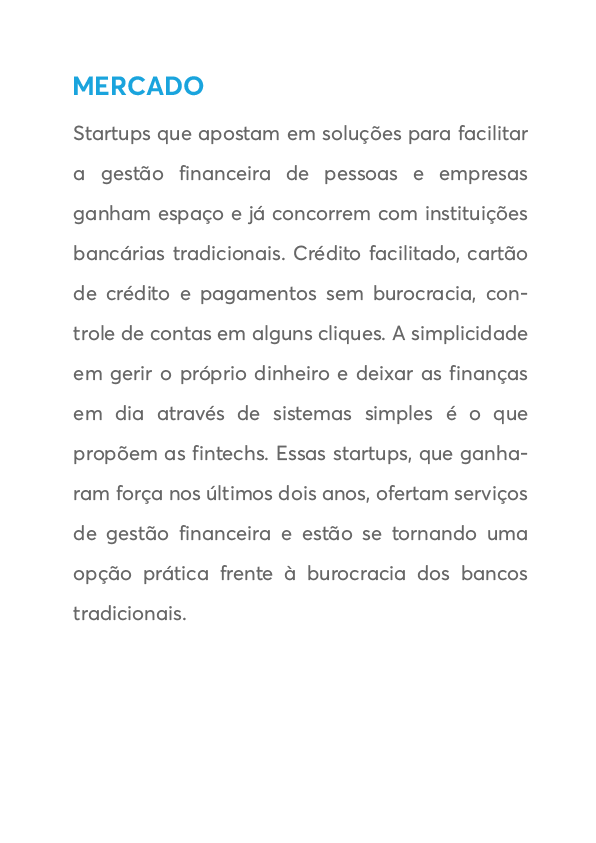 MERCADO
Startups que apostam em soluções para facilitar
a gestão financeira de pessoas e empresas
ganham espaço e já concorrem com instituições
bancárias tradicionais. Crédito facilitado, cartão
de crédito e pagamentos sem burocracia, con-
trole de contas em alguns cliques. A simplicidade
em gerir o próprio dinheiro e deixar as finanças
em dia através de sistemas simples é o que
propõem as fintechs. Essas startups, que ganha-
ram força nos últimos dois anos, ofertam serviços
de gestão financeira e estão se tornando uma
opção prática frente à burocracia dos bancos
tradicionais.